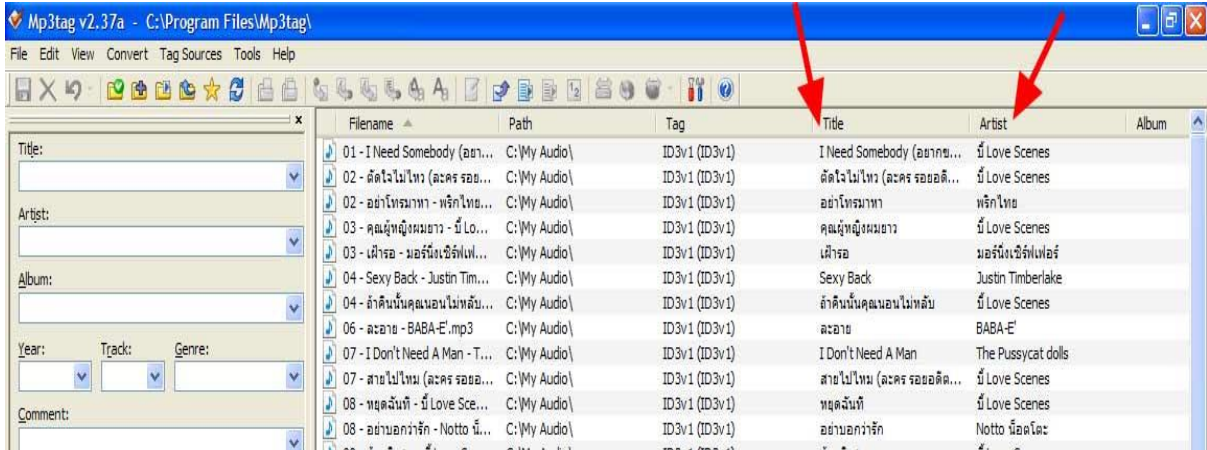 Mp3tag v2.37a - C:\Program Files\Mp3tag\
File Edit View Convert Tag Sources Tools Help
Filename Path Tag Title Artist Album
Title:
Artist:
Album:
Year: Track: Genre:
Comment:
01 - I Need Somebody (อยา... C:\My Audio\ ID3v1 (ID3v1) I Need Somebody (อยากข... บี้ Love Scenes
02 - ตัดใจไม่ไหว (ละคร รอย... C:\My Audio\ ID3v1 (ID3v1) ตัดใจไม่ไหว (ละคร รอยอดี... บี้ Love Scenes
02 - อย่าโทรมาหา - พริกไทย... C:\My Audio\ ID3v1 (ID3v1) อย่าโทรมาหา พริกไทย
03 - คุณผู้หญิงผมยาว - บี้ Lo... C:\My Audio\ ID3v1 (ID3v1) คุณผู้หญิงผมยาว บี้ Love Scenes
03 - เฝ้ารอ - มอร์นิ่งเซิร์ฟเฟ... C:\My Audio\ ID3v1 (ID3v1) เฝ้ารอ มอร์นิ่งเซิร์ฟเฟอร์
04 - Sexy Back - Justin Tim... C:\My Audio\ ID3v1 (ID3v1) Sexy Back Justin Timberlake
04 - ถ้าคืนนั้นคุณนอนไม่หลับ... C:\My Audio\ ID3v1 (ID3v1) ถ้าคืนนั้นคุณนอนไม่หลับ บี้ Love Scenes
06 - ละอาย - BABA-E'.mp3 C:\My Audio\ ID3v1 (ID3v1) ละอาย BABA-E'
07 - I Don't Need A Man - T... C:\My Audio\ ID3v1 (ID3v1) I Don't Need A Man The Pussycat dolls
07 - สายไปไหม (ละคร รอยอ... C:\My Audio\ ID3v1 (ID3v1) สายไปไหม (ละคร รอยอดีต... บี้ Love Scenes
08 - หยุดฉันที - บี้ Love Sce... C:\My Audio\ ID3v1 (ID3v1) หยุดฉันที บี้ Love Scenes
08 - อย่าบอกว่ารัก - Notto น็... C:\My Audio\ ID3v1 (ID3v1) อย่าบอกว่ารัก Notto น็อตโตะ